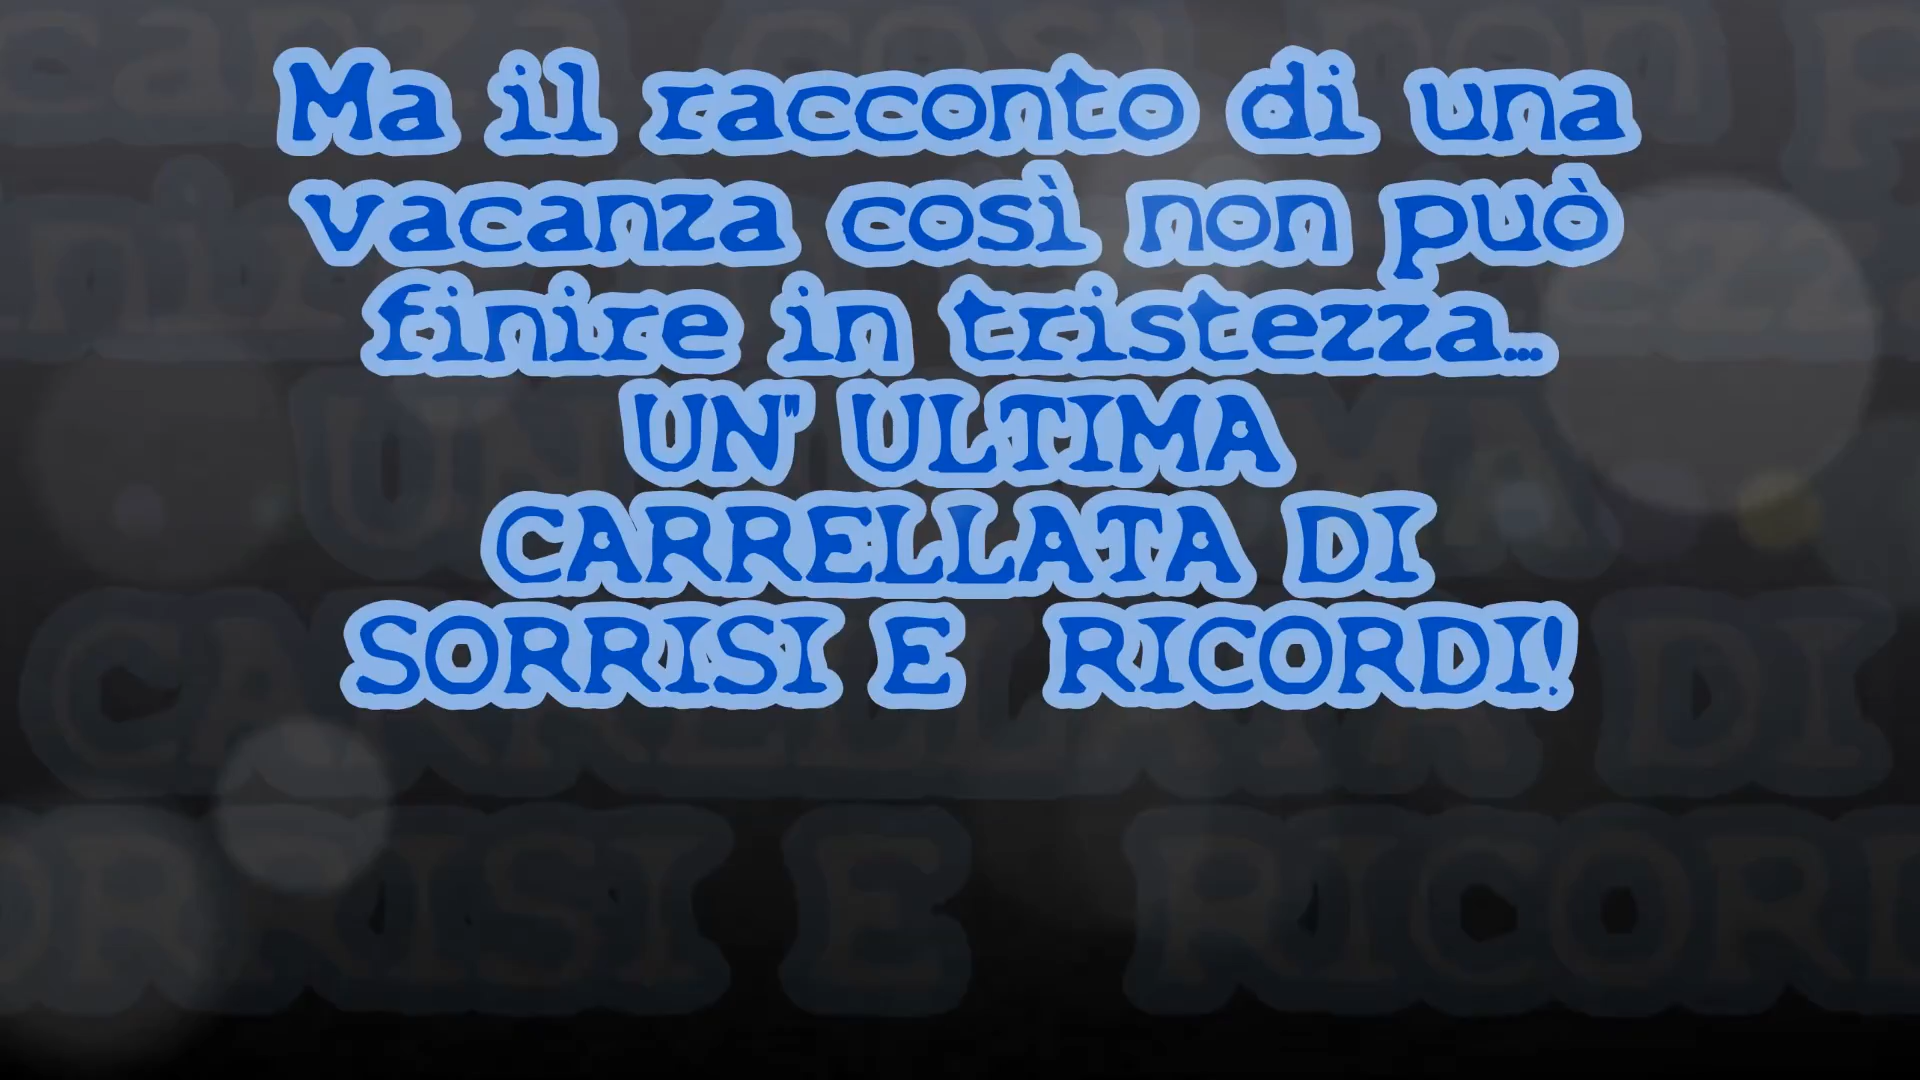 Ma il racconto di una
vacanza così non può
finire in tristezza...
UN' ULTIMA
CARRELLATA DI
SORRISI E  RICORDI!